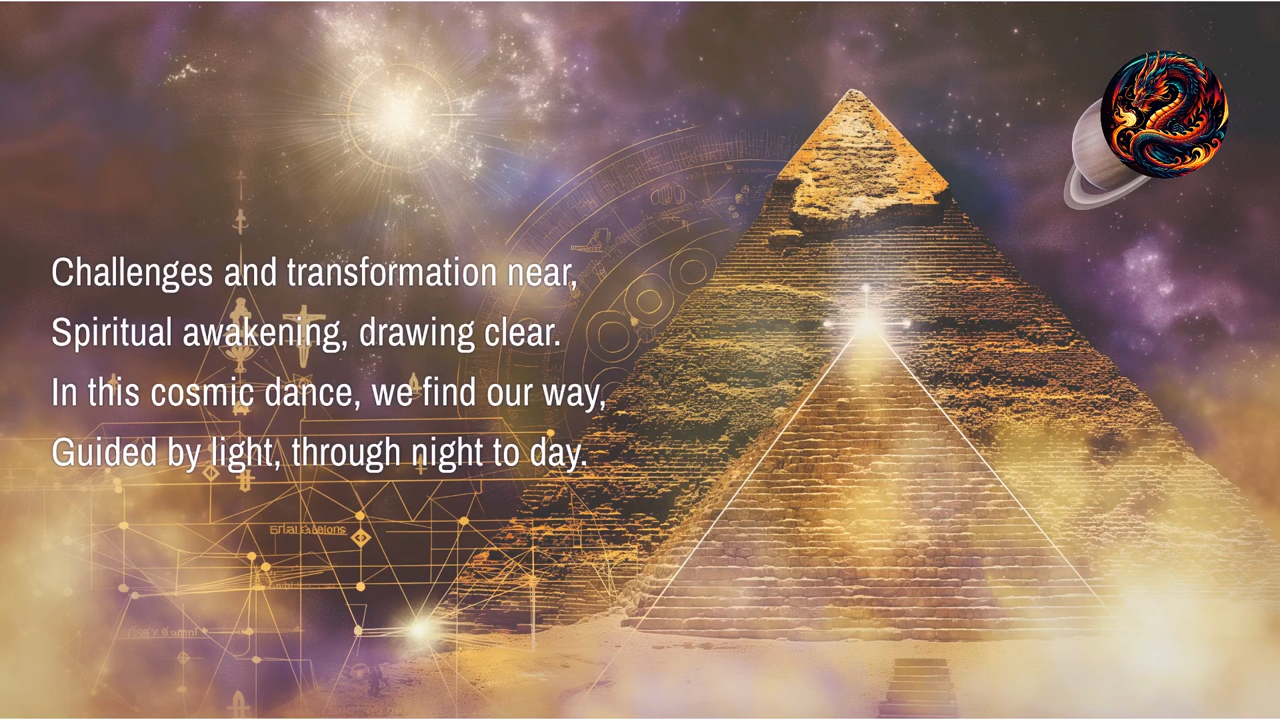 Challenges and transformation near,
Spiritual awakening, drawing clear.
In this cosmic dance, we find our way,
Guided by light, through night to day.